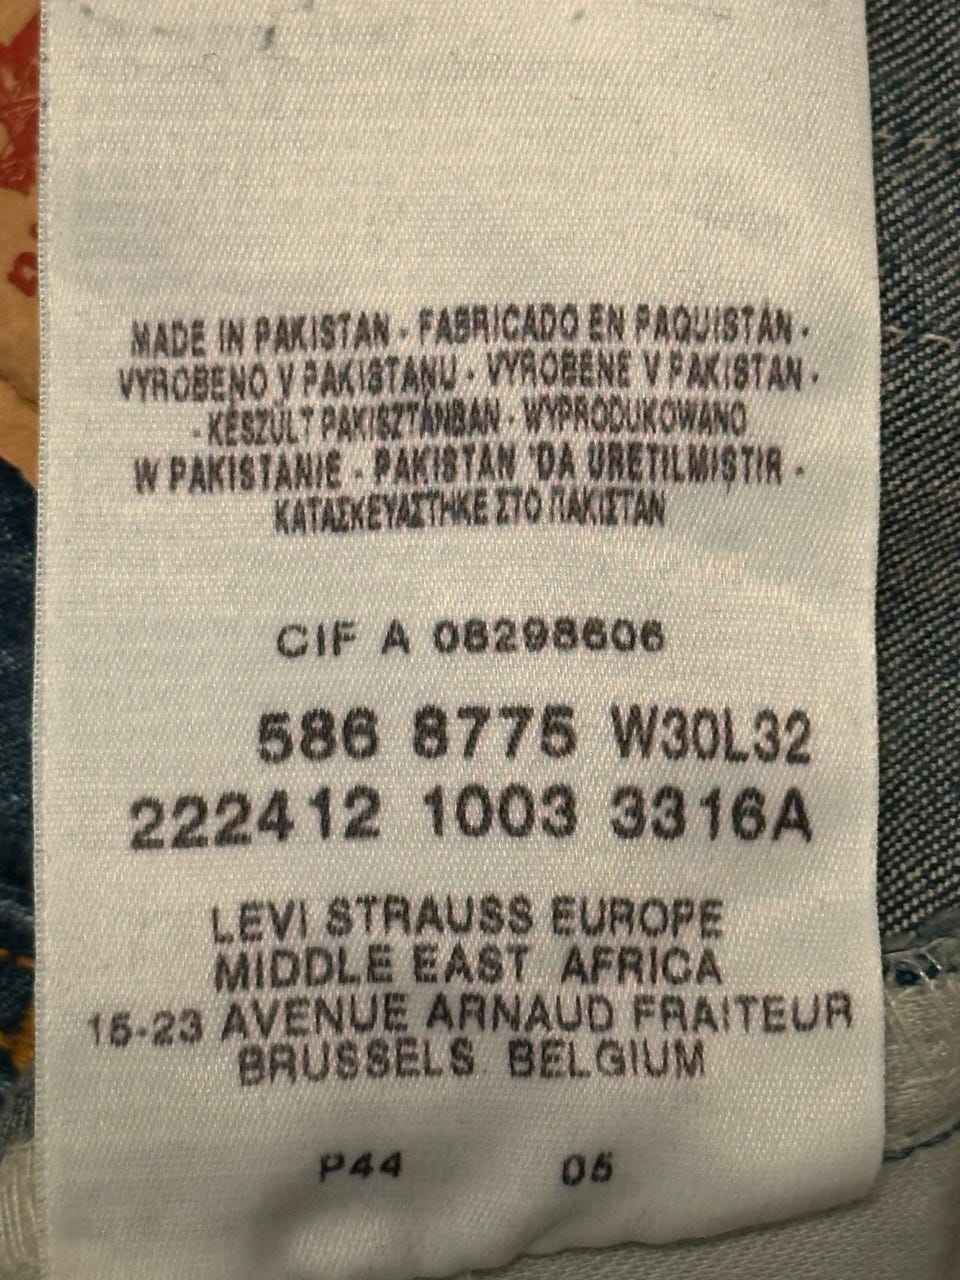 MADE IN PAKISTAN - FABRICADO EN PAQUISTÁN -
VYROBENO V PAKISTANU - VYROBENÉ V PAKISTAN -
- KÉSZÜLT PAKISZTÁNBAN - WYPRODUKOWANO
W PAKISTANIE - PAKISTAN 'DA ÜRETILMIŞTIR -
ΚΑΤΑΣΚΕΥΑΣΤΗΚΕ ΣΤΟ ΠΑΚΙΣΤΑΝ
CIF A 08298606
586 8775 W30L32
222412 1003 3316A
LEVI STRAUSS EUROPE
MIDDLE EAST AFRICA
15-23 AVENUE ARNAUD FRAITEUR
BRUSSELS BELGIUM
P44 05